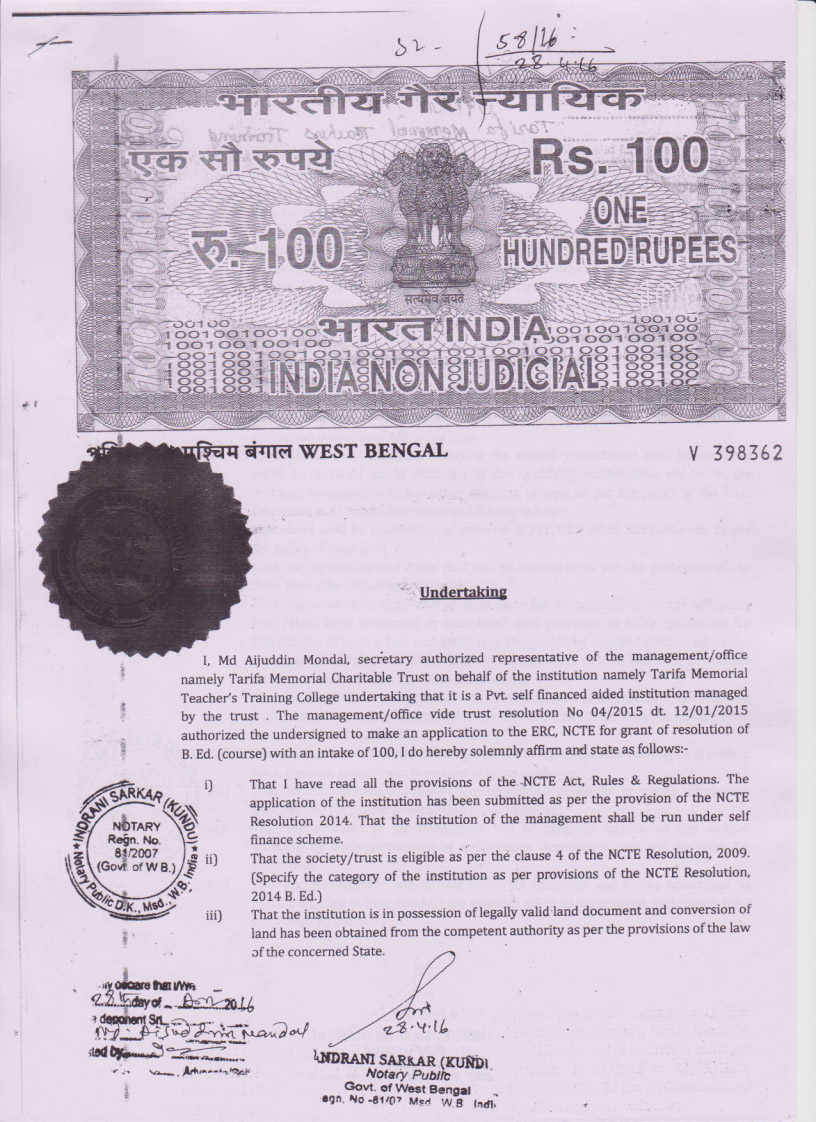 58/16
28.4.16
भारतीय गैर न्यायिक
एक सौ रुपये
Rs. 100
रु. 100
ONE
HUNDRED RUPEES
सत्यमेव जयते
भारत INDIA
INDIA NON JUDICIAL
पश्चिम बंगाल WEST BENGAL
V 398362
Undertaking
I, Md Aijuddin Mondal, secretary authorized representative of the management/office
namely Tarifa Memorial Charitable Trust on behalf of the institution namely Tarifa Memorial
Teacher's Training College undertaking that it is a Pvt. self financed aided institution managed
by the trust . The management/office vide trust resolution No 04/2015 dt. 12/01/2015
authorized the undersigned to make an application to the ERC, NCTE for grant of resolution of
B. Ed. (course) with an intake of 100, I do hereby solemnly affirm and state as follows:-
i) That I have read all the provisions of the NCTE Act, Rules & Regulations. The
application of the institution has been submitted as per the provision of the NCTE
Resolution 2014. That the institution of the management shall be run under self
finance scheme.
ii) That the society/trust is eligible as per the clause 4 of the NCTE Resolution, 2009.
(Specify the category of the institution as per provisions of the NCTE Resolution,
2014 B. Ed.)
iii) That the institution is in possession of legally valid land document and conversion of
land has been obtained from the competent authority as per the provisions of the law
of the concerned State.
INDRANI SARKAR (KUNDU)
NOTARY
Regn. No.
81/2007
(Govt. of W B.)
Notary Public D.K., Msd., W.B. India
declare that I/We
28th day of 2016
deponent Sri
Md. Aijuddin Mondal
28.4.16
INDRANI SARKAR (KUNDU
Notary Public
Govt. of West Bengal
egn. No -81/07 Msd W.B Indi